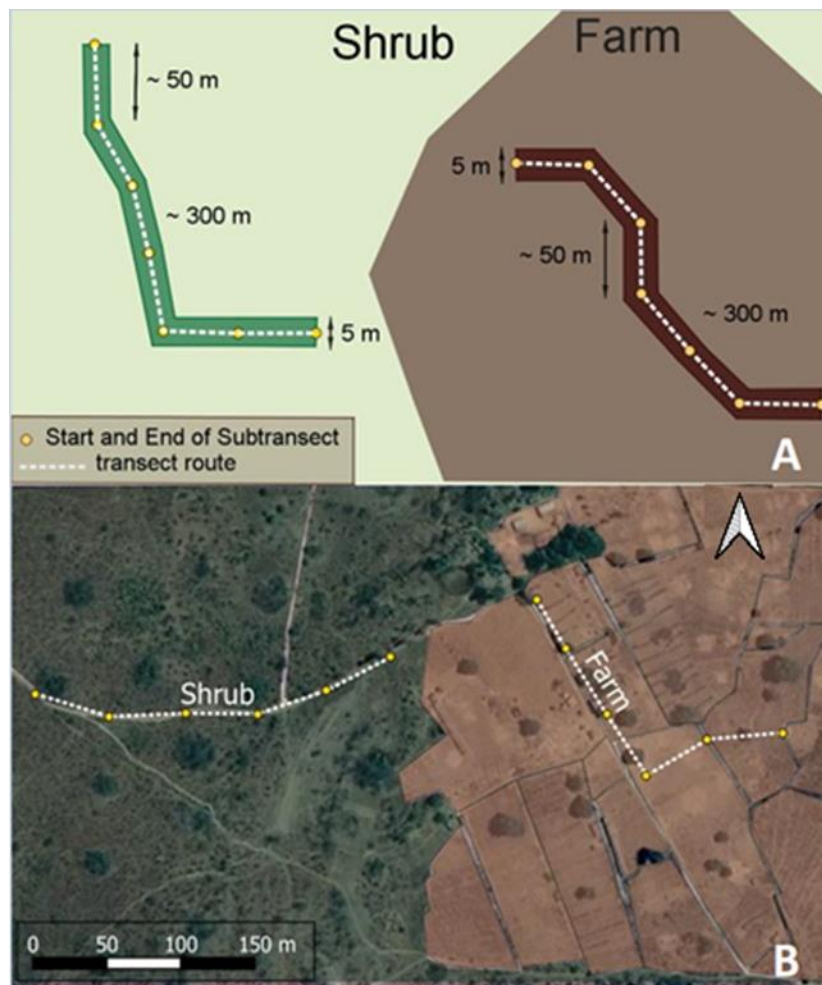 Shrub
Farm
~ 50 m
5 m
~ 300 m
~ 50 m
~ 300 m
5 m
Start and End of Subtransect
transect route
A
Shrub
Farm
0 50 100 150 m
B